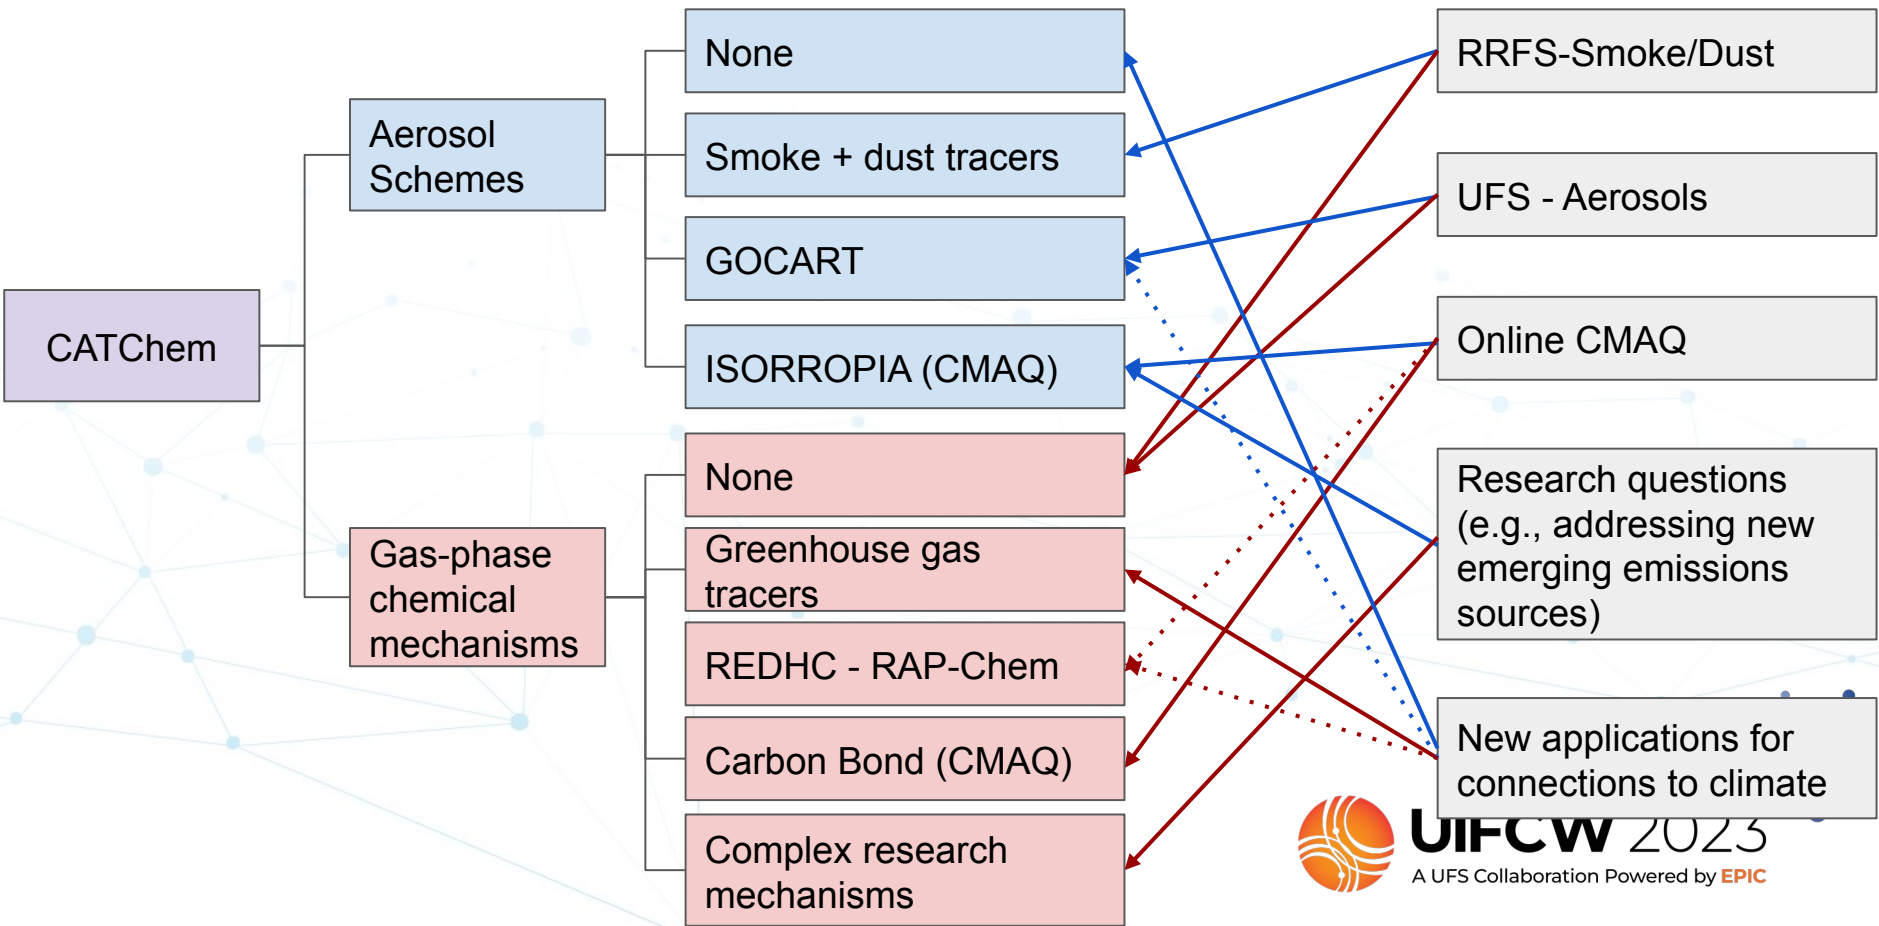 CATChem
Aerosol
Schemes
Gas-phase
chemical
mechanisms
None
Smoke + dust tracers
GOCART
ISORROPIA (CMAQ)
None
Greenhouse gas
tracers
REDHC - RAP-Chem
Carbon Bond (CMAQ)
Complex research
mechanisms
RRFS-Smoke/Dust
UFS - Aerosols
Online CMAQ
Research questions
(e.g., addressing new
emerging emissions
sources)
New applications for
connections to climate
UIFCW 2023
A UFS Collaboration Powered by EPIC